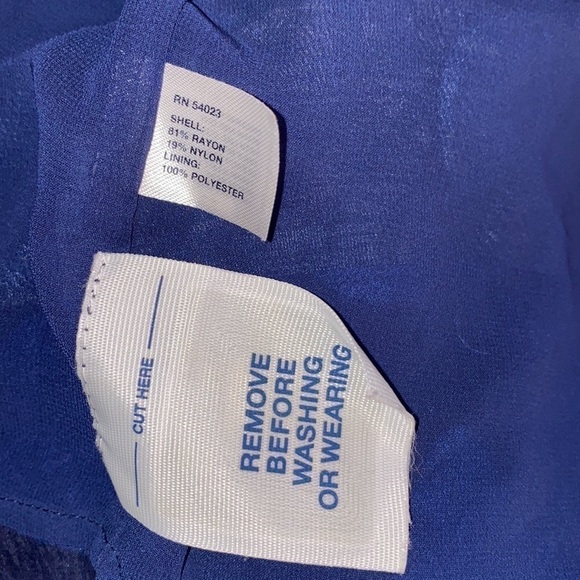 RN 54023
SHELL:
81% RAYON
19% NYLON
LINING:
100% POLYESTER
CUT HERE
REMOVE
BEFORE
WASHING
OR WEARING